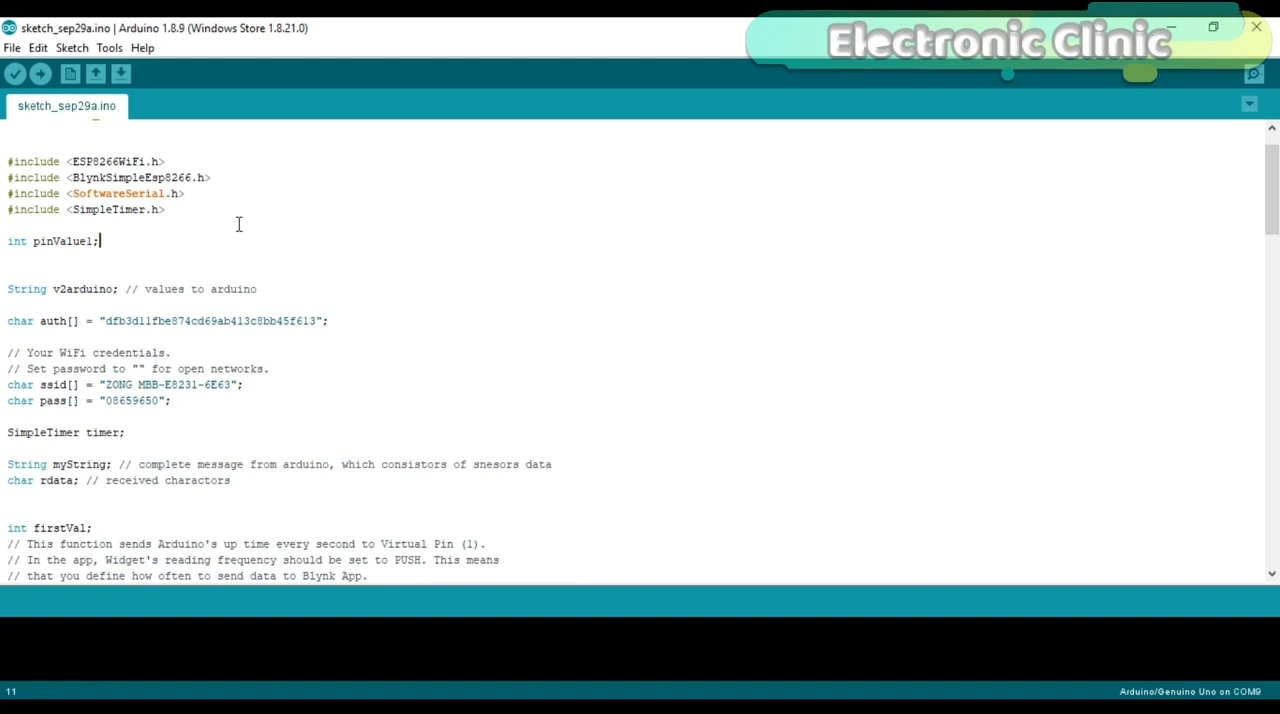 sketch_sep29a.ino | Arduino 1.8.9 (Windows Store 1.8.21.0)
Electronic Clinic
File Edit Sketch Tools Help
sketch_sep29a.ino
#include <ESP8266WiFi.h>
#include <BlynkSimpleEsp8266.h>
#include <SoftwareSerial.h>
#include <SimpleTimer.h>
int pinValue1;
String v2arduino; // values to arduino
char auth[] = "dfb3d11fbe874cd69ab413c8bb45f613";
// Your WiFi credentials.
// Set password to "" for open networks.
char ssid[] = "ZONG MBB-E8231-6E63";
char pass[] = "08659650";
SimpleTimer timer;
String myString; // complete message from arduino, which consistors of snesors data
char rdata; // received charactors
int firstVal;
// This function sends Arduino's up time every second to Virtual Pin (1).
// In the app, Widget's reading frequency should be set to PUSH. This means
// that you define how often to send data to Blynk App.
11
Arduino/Genuino Uno on COM9